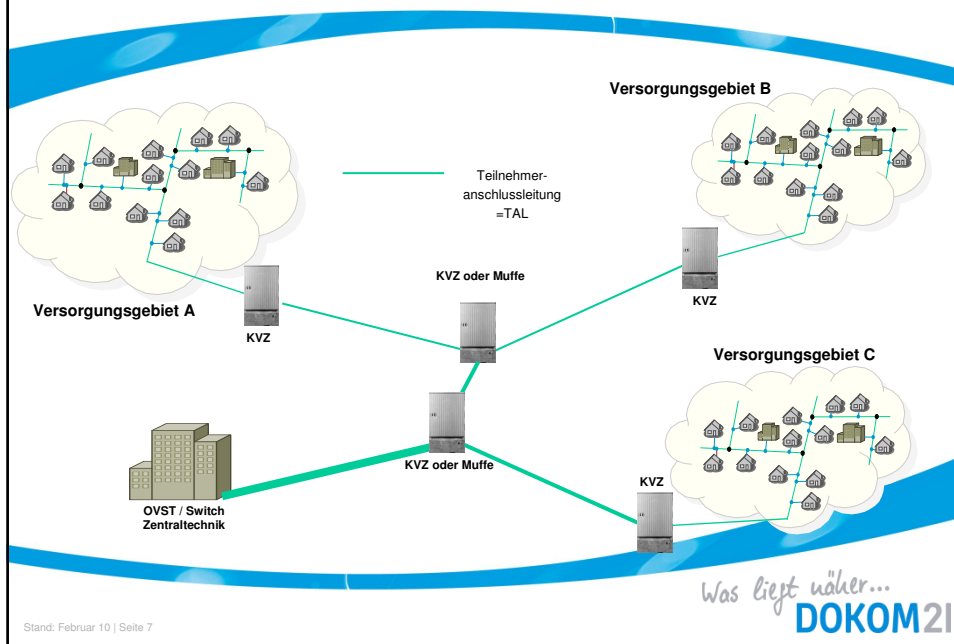 Versorgungsgebiet B
Teilnehmer-
anschlussleitung
=TAL
KVZ oder Muffe
KVZ
Versorgungsgebiet A
KVZ
Versorgungsgebiet C
KVZ oder Muffe
KVZ
OVST / Switch
Zentraltechnik
Was liegt näher...
DOKOM21
Stand: Februar 10 | Seite 7